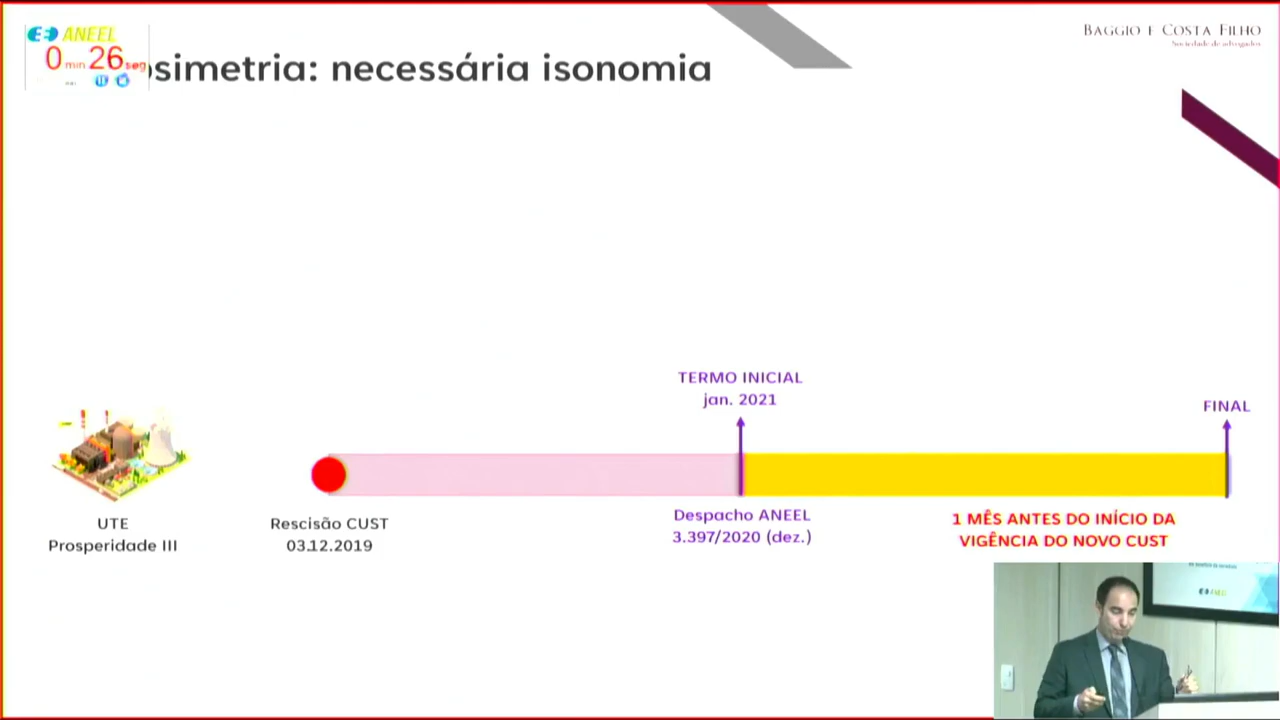 ANEEL
0 min 26 seg
osimetria: necessária isonomia
BAGGIO E COSTA FILHO
Sociedade de advogados
TERMO INICIAL
jan. 2021
FINAL
UTE
Prosperidade III
Rescisão CUST
03.12.2019
Despacho ANEEL
3.397/2020 (dez.)
1 MÊS ANTES DO INÍCIO DA
VIGÊNCIA DO NOVO CUST